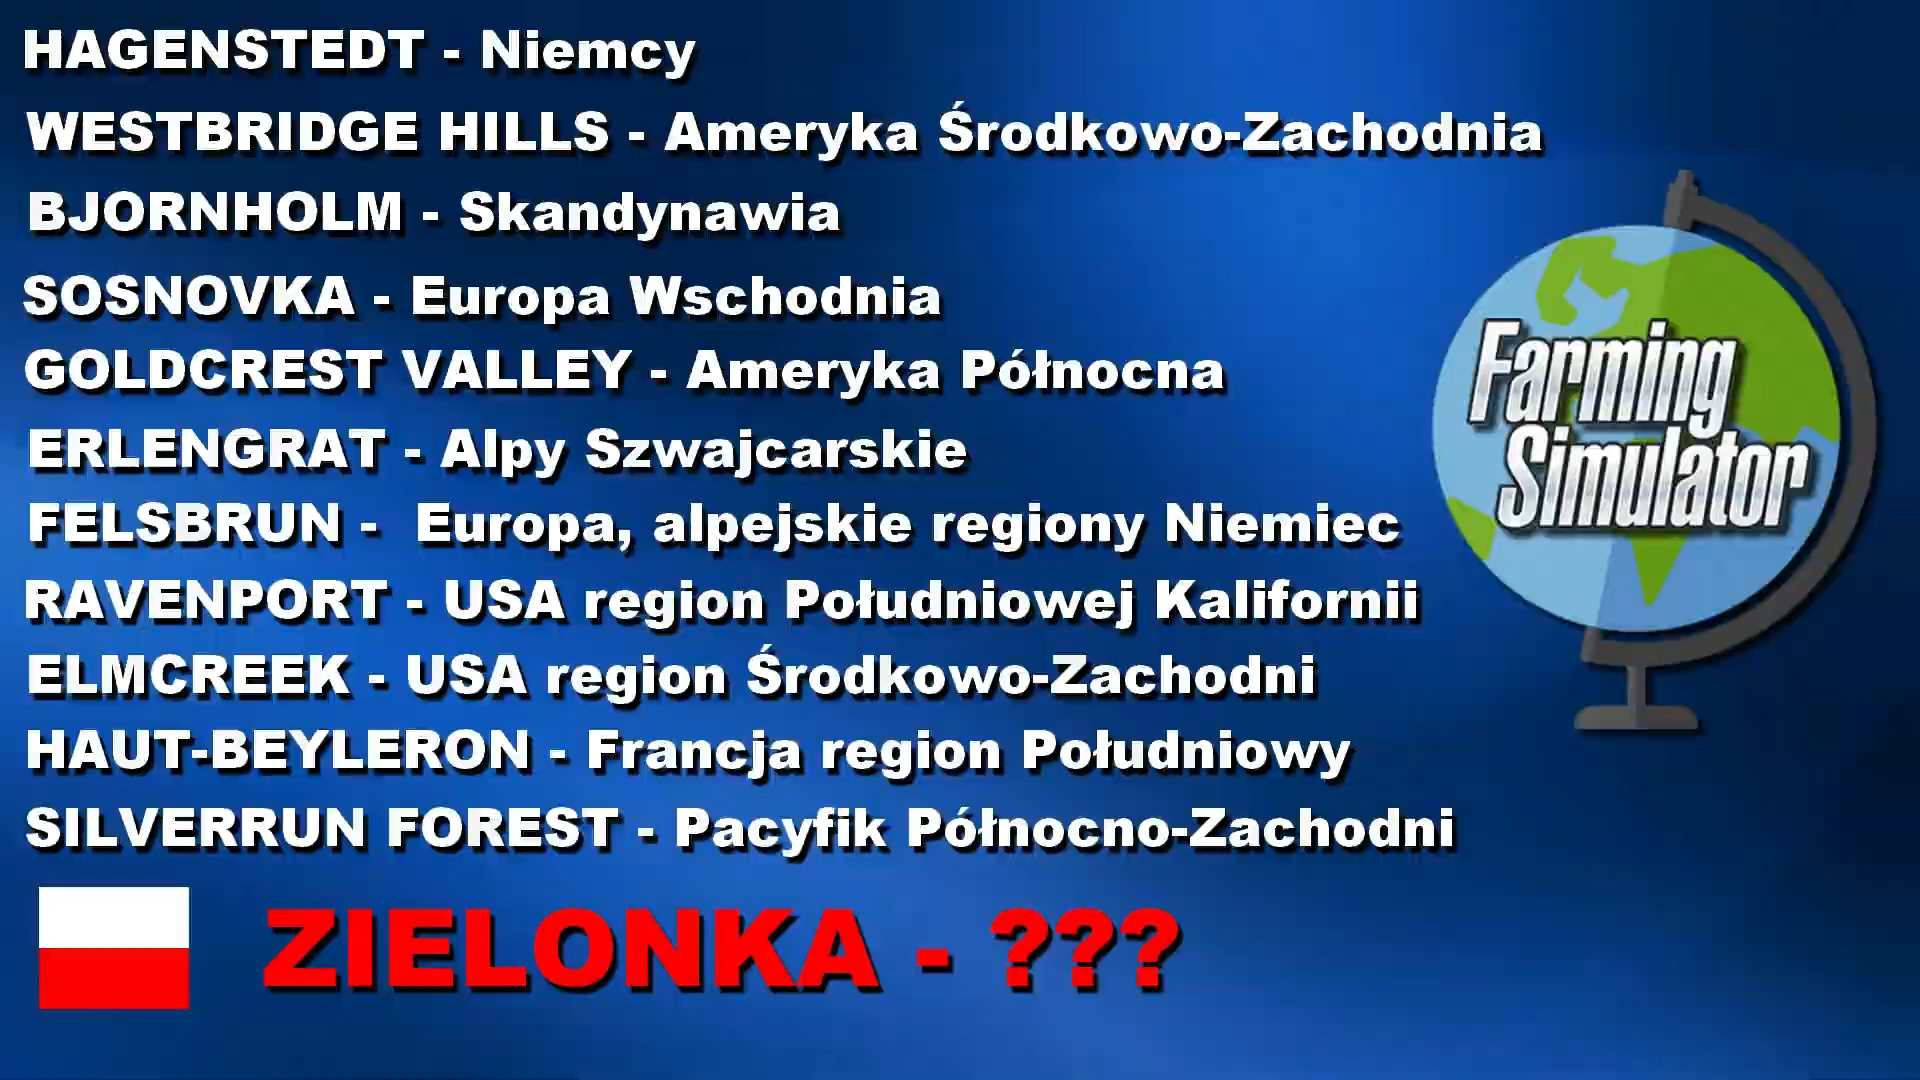 HAGENSTEDT - Niemcy
WESTBRIDGE HILLS - Ameryka Środkowo-Zachodnia
BJORNHOLM - Skandynawia
SOSNOVKA - Europa Wschodnia
GOLDCREST VALLEY - Ameryka Północna
ERLENGRAT - Alpy Szwajcarskie
FELSBRUN - Europa, alpejskie regiony Niemiec
RAVENPORT - USA region Południowej Kalifornii
ELMCREEK - USA region Środkowo-Zachodni
HAUT-BEYLERON - Francja region Południowy
SILVERRUN FOREST - Pacyfik Północno-Zachodni
ZIELONKA - ???
Farming
Simulator